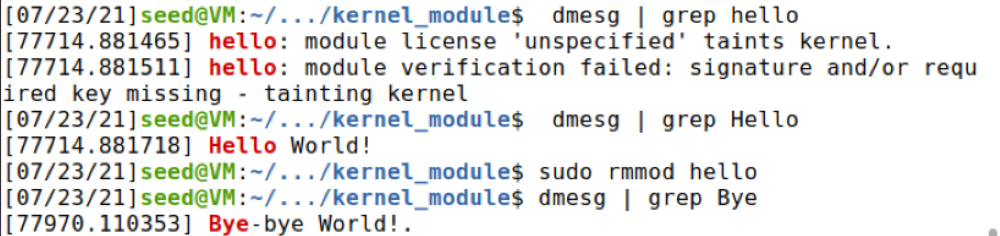 [07/23/21]seed@VM:~/.../kernel_module$  dmesg | grep hello
[77714.881465] hello: module license 'unspecified' taints kernel.
[77714.881511] hello: module verification failed: signature and/or requ
ired key missing - tainting kernel
[07/23/21]seed@VM:~/.../kernel_module$  dmesg | grep Hello
[77714.881718] Hello World!
[07/23/21]seed@VM:~/.../kernel_module$ sudo rmmod hello
[07/23/21]seed@VM:~/.../kernel_module$ dmesg | grep Bye
[77970.110353] Bye-bye World!.